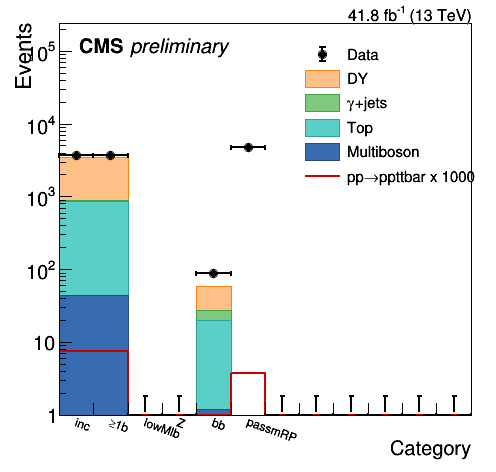 41.8 fb⁻¹ (13 TeV)
Events
CMS preliminary
Data
DY
γ+jets
Top
Multiboson
pp→ppttbar x 1000
10⁵
10⁴
10³
10²
10
1
inc ≥1b lowMlb Z bb passmRP
Category